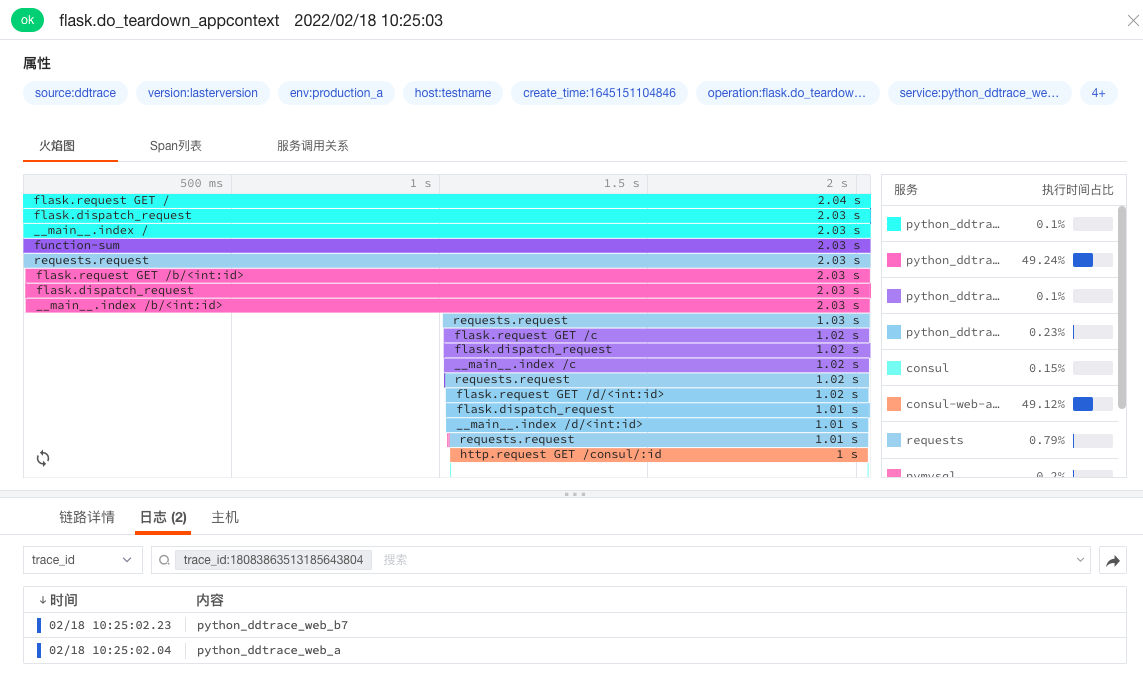 ok flask.do_teardown_appcontext 2022/02/18 10:25:03
属性
source:ddtrace version:lasterversion env:production_a host:testname create_time:1645151104846 operation:flask.do_teardow... service:python_ddtrace_we... 4+
火焰图 Span列表 服务调用关系
500 ms 1 s 1.5 s 2 s
flask.request GET / 2.04 s
flask.dispatch_request 2.03 s
__main__.index / 2.03 s
function-sum 2.03 s
requests.request 2.03 s
flask.request GET /b/<int:id> 2.03 s
flask.dispatch_request 2.03 s
__main__.index /b/<int:id> 2.03 s
requests.request 1.03 s
flask.request GET /c 1.02 s
flask.dispatch_request 1.02 s
__main__.index /c 1.02 s
requests.request 1.02 s
flask.request GET /d/<int:id> 1.02 s
flask.dispatch_request 1.01 s
__main__.index /d/<int:id> 1.01 s
requests.request 1.01 s
http.request GET /consul/:id 1 s
服务 执行时间占比
python_ddtra... 0.1%
python_ddtra... 49.24%
python_ddtra... 0.1%
python_ddtra... 0.23%
consul 0.15%
consul-web-a... 49.12%
requests 0.79%
pymysql 0.2%
链路详情 日志 (2) 主机
trace_id trace_id:18083863513185643804 搜索
时间 内容
02/18 10:25:02.23 python_ddtrace_web_b7
02/18 10:25:02.04 python_ddtrace_web_a